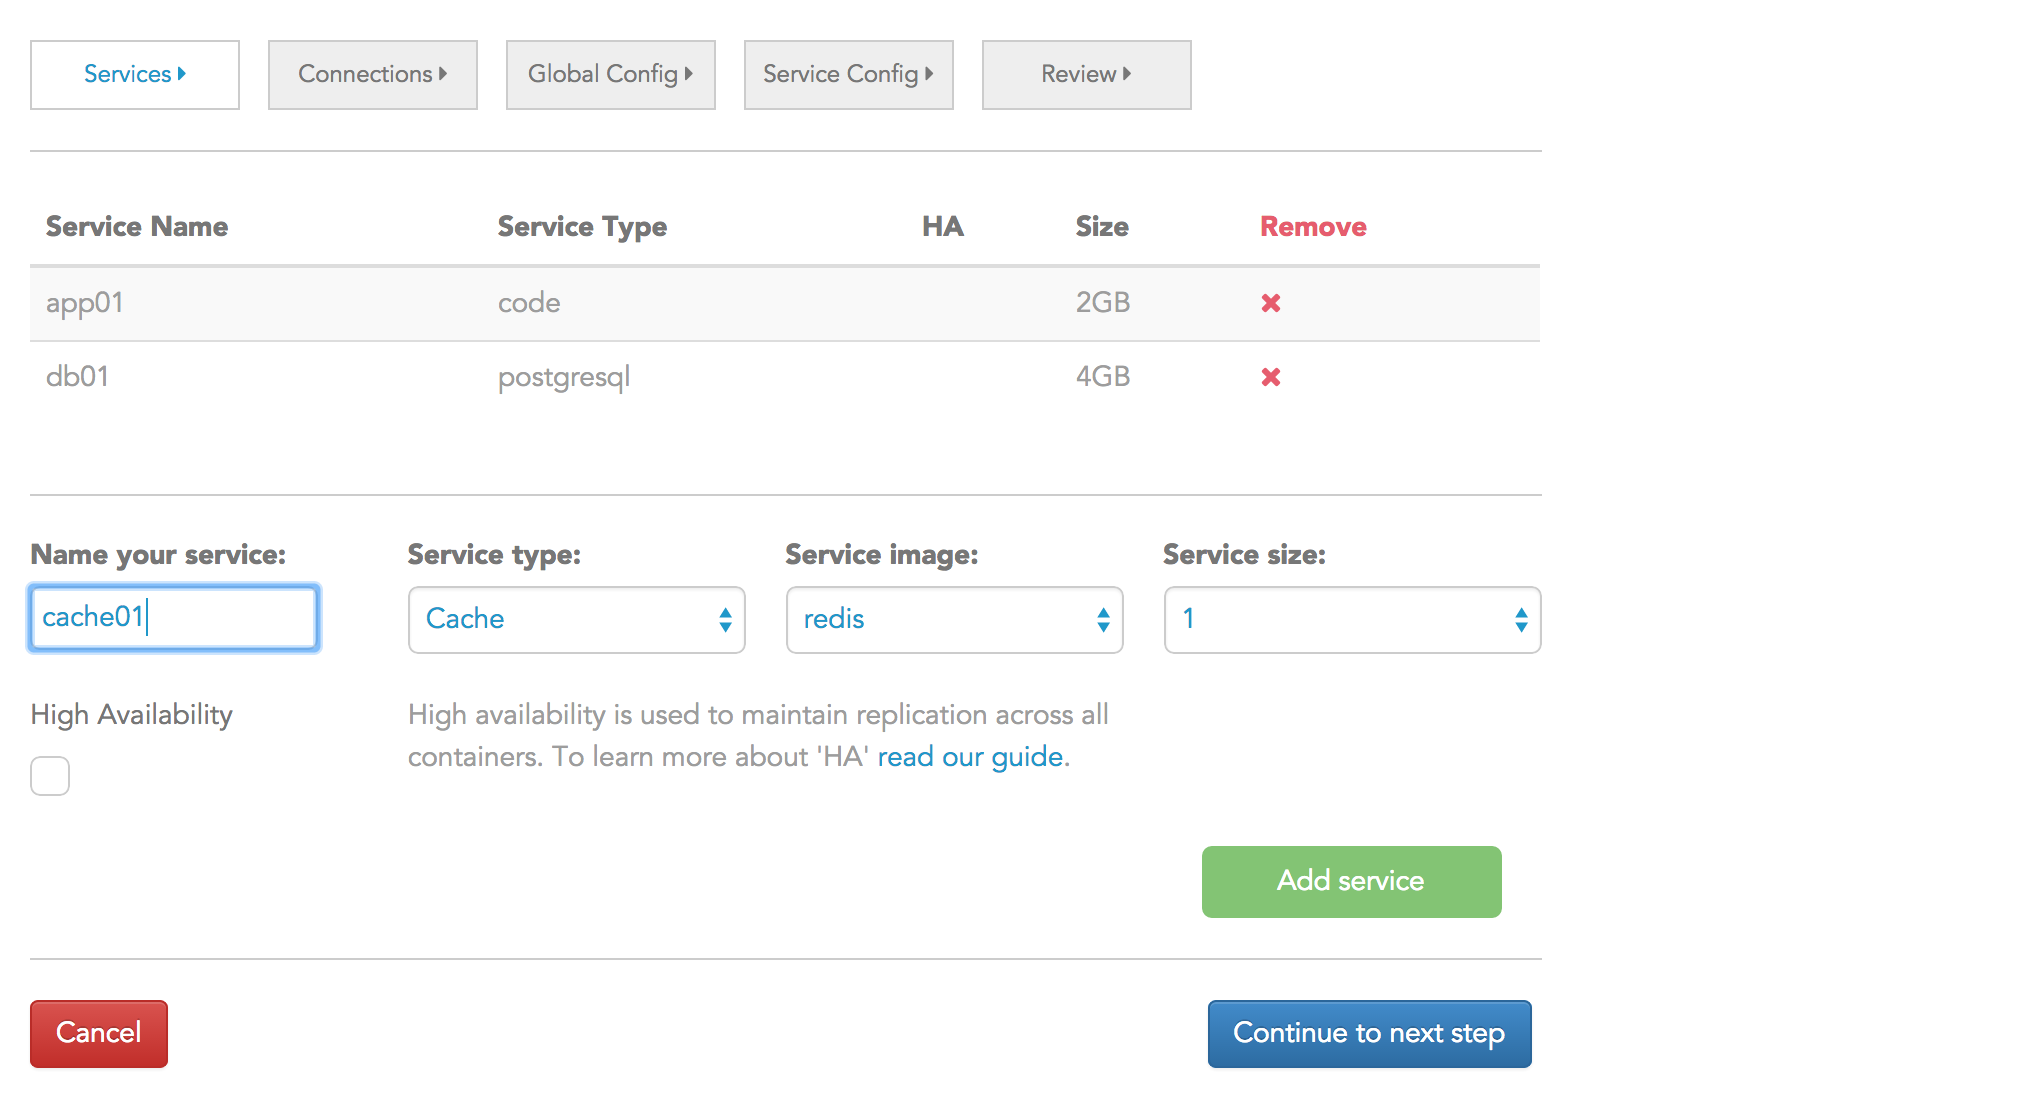 Services
Connections
Global Config
Service Config
Review
Service Name Service Type HA Size Remove
app01 code 2GB
db01 postgresql 4GB
Name your service: Service type: Service image: Service size:
cache01 Cache redis 1
High Availability
High availability is used to maintain replication across all
containers. To learn more about 'HA' read our guide.
Add service
Cancel
Continue to next step